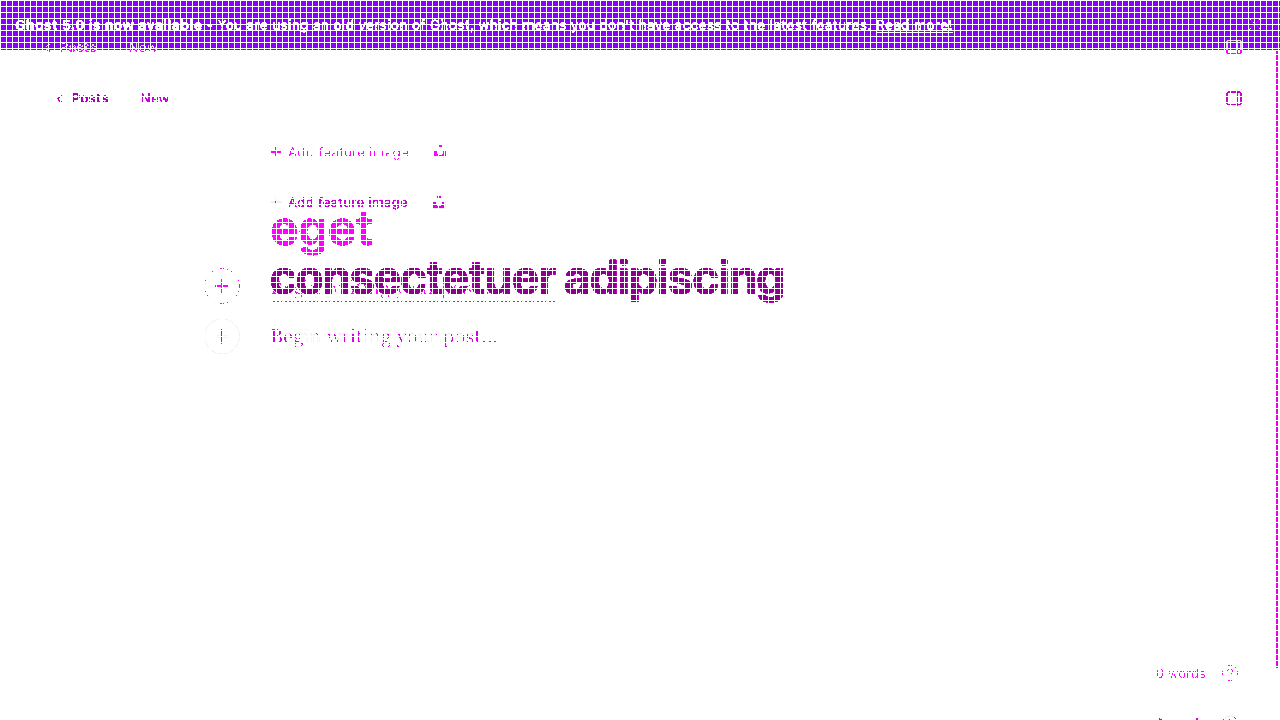 Ghost 5.0 is now available - You are using an old version of Ghost, which means you don't have access to the latest features. Read more!
Posts New
Posts New
Add feature image
Add feature image
eget
consectetuer adipiscing
Begin writing your post...
0 words